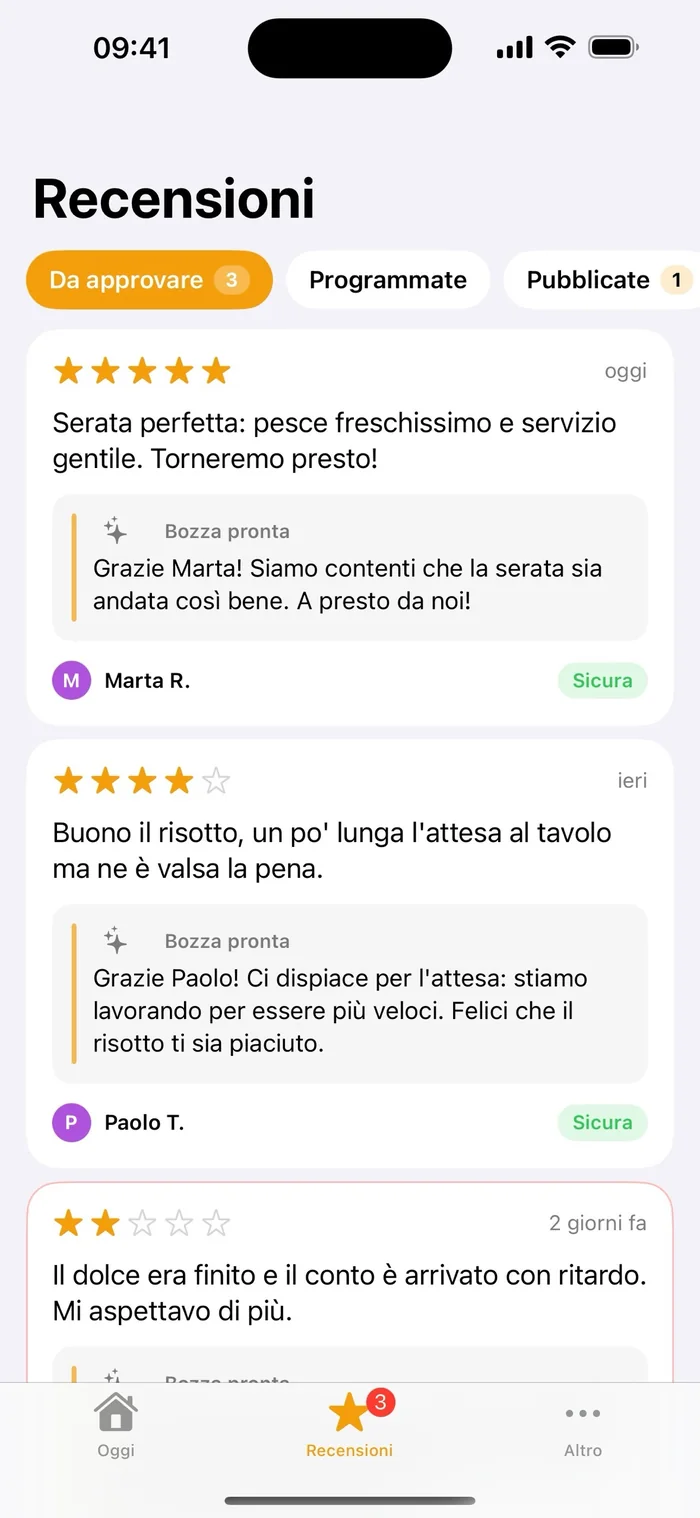 09:41
Recensioni
Da approvare 3
Programmate
Pubblicate 1
oggi
Serata perfetta: pesce freschissimo e servizio
gentile. Torneremo presto!
Bozza pronta
Grazie Marta! Siamo contenti che la serata sia
andata così bene. A presto da noi!
M Marta R.
Sicura
ieri
Buono il risotto, un po' lunga l'attesa al tavolo
ma ne è valsa la pena.
Bozza pronta
Grazie Paolo! Ci dispiace per l'attesa: stiamo
lavorando per essere più veloci. Felici che il
risotto ti sia piaciuto.
P Paolo T.
Sicura
2 giorni fa
Il dolce era finito e il conto è arrivato con ritardo.
Mi aspettavo di più.
Bozza pronta
3
Oggi
Recensioni
Altro